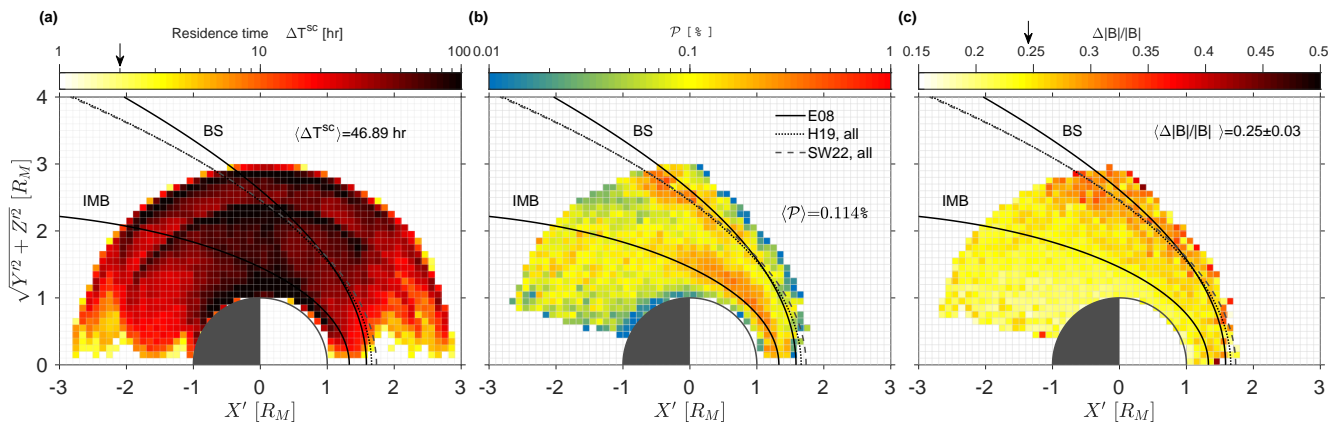 (a)
Residence time ΔT^sc [hr]
1 10 100
BS
⟨ΔT^sc⟩=46.89 hr
IMB
√Y′² + Z′² [R_M]
4
3
2
1
0
-3 -2 -1 0 1 2 3
X′ [R_M]
(b)
𝒫 [ % ]
0.01 0.1 1
BS
E08
H19, all
SW22, all
IMB
⟨𝒫⟩=0.114%
-3 -2 -1 0 1 2 3
X′ [R_M]
(c)
Δ|B|/|B|
0.15 0.2 0.25 0.3 0.35 0.4 0.45 0.5
BS
⟨Δ|B|/|B| ⟩=0.25±0.03
IMB
-3 -2 -1 0 1 2 3
X′ [R_M]